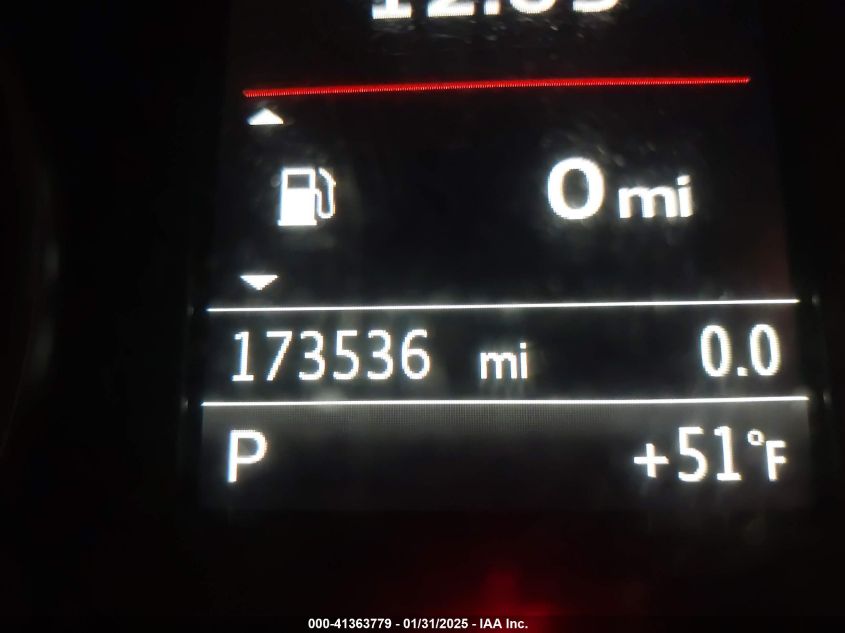 0 mi
173536 mi 0.0
P +51°F
000-41363779 - 01/31/2025 - IAA Inc.